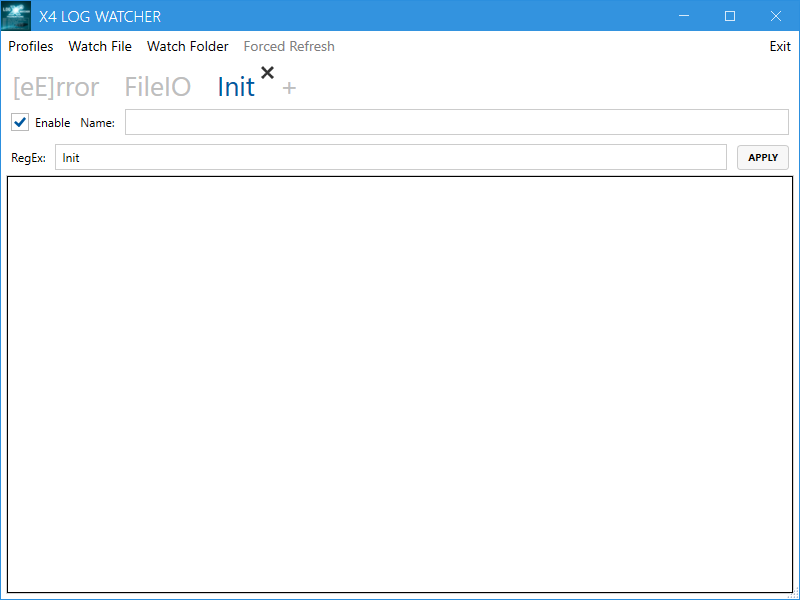 X4 LOG WATCHER
Profiles Watch File Watch Folder Forced Refresh Exit
[eE]rror FileIO Init +
Enable Name:
RegEx: Init APPLY